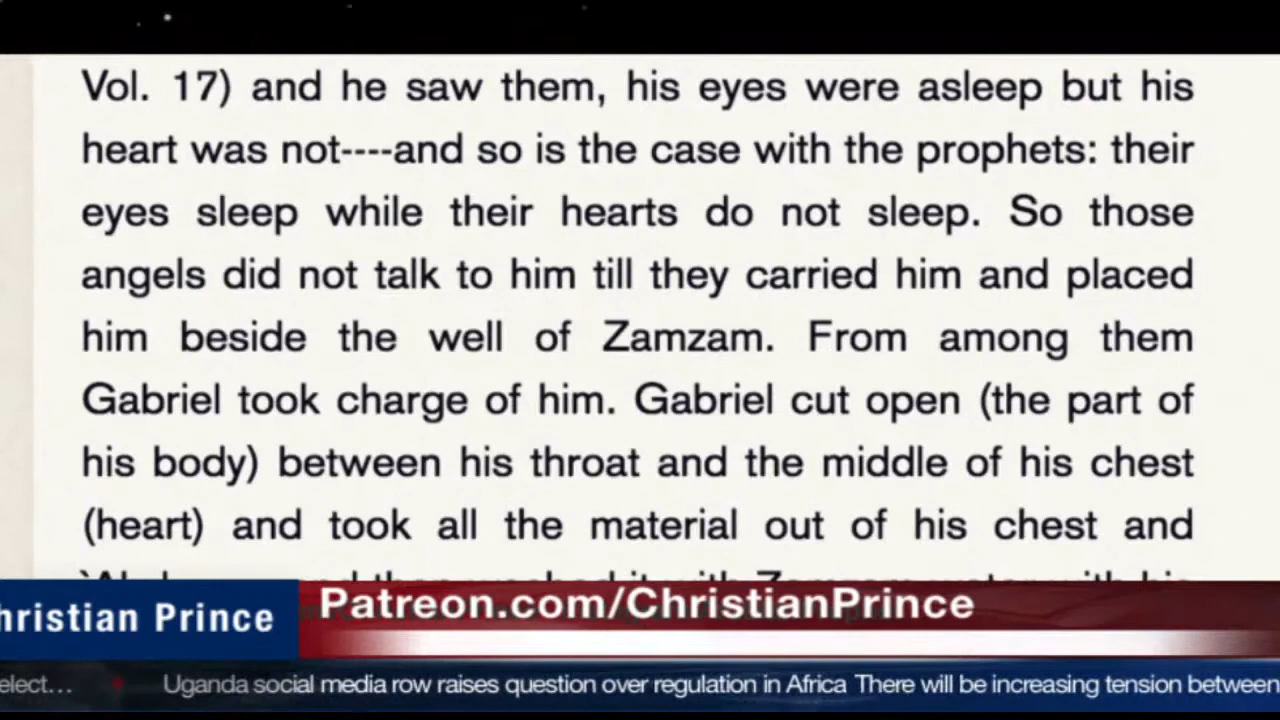 Vol. 17) and he saw them, his eyes were asleep but his
heart was not----and so is the case with the prophets: their
eyes sleep while their hearts do not sleep. So those
angels did not talk to him till they carried him and placed
him beside the well of Zamzam. From among them
Gabriel took charge of him. Gabriel cut open (the part of
his body) between his throat and the middle of his chest
(heart) and took all the material out of his chest and
hristian Prince
Patreon.com/ChristianPrince
elect... Uganda social media row raises question over regulation in Africa There will be increasing tension between